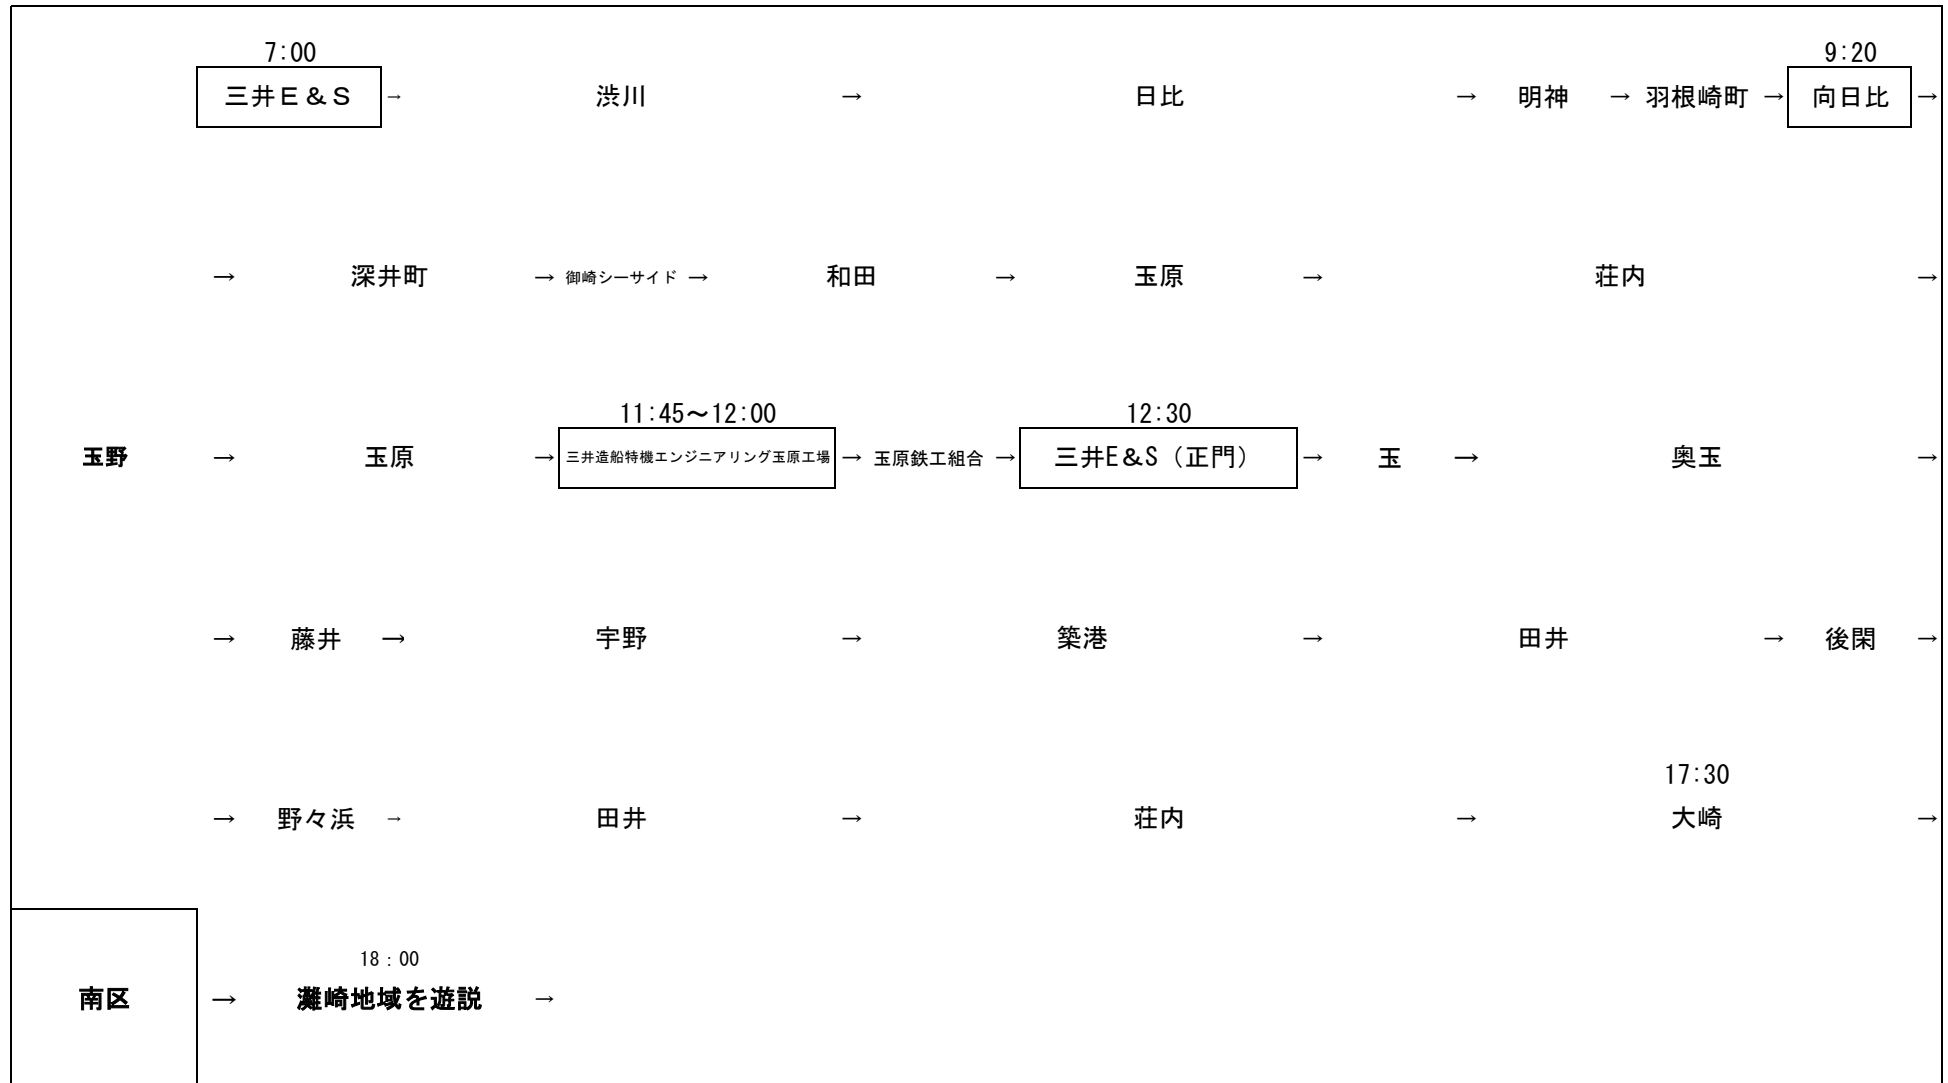 7:00 9:20
三井E&S → 渋川 → 日比 → 明神 → 羽根崎町 → 向日比 →
→ 深井町 → 御崎シーサイド → 和田 → 玉原 → 荘内 →
11:45～12:00 12:30
玉野 → 玉原 → 三井造船特機エンジニアリング玉原工場 → 玉原鉄工組合 → 三井E&S（正門） → 玉 → 奥玉 →
→ 藤井 → 宇野 → 築港 → 田井 → 後閑 →
17:30
→ 野々浜 → 田井 → 荘内 → 大崎 →
18：00
南区 → 灘崎地域を遊説 →